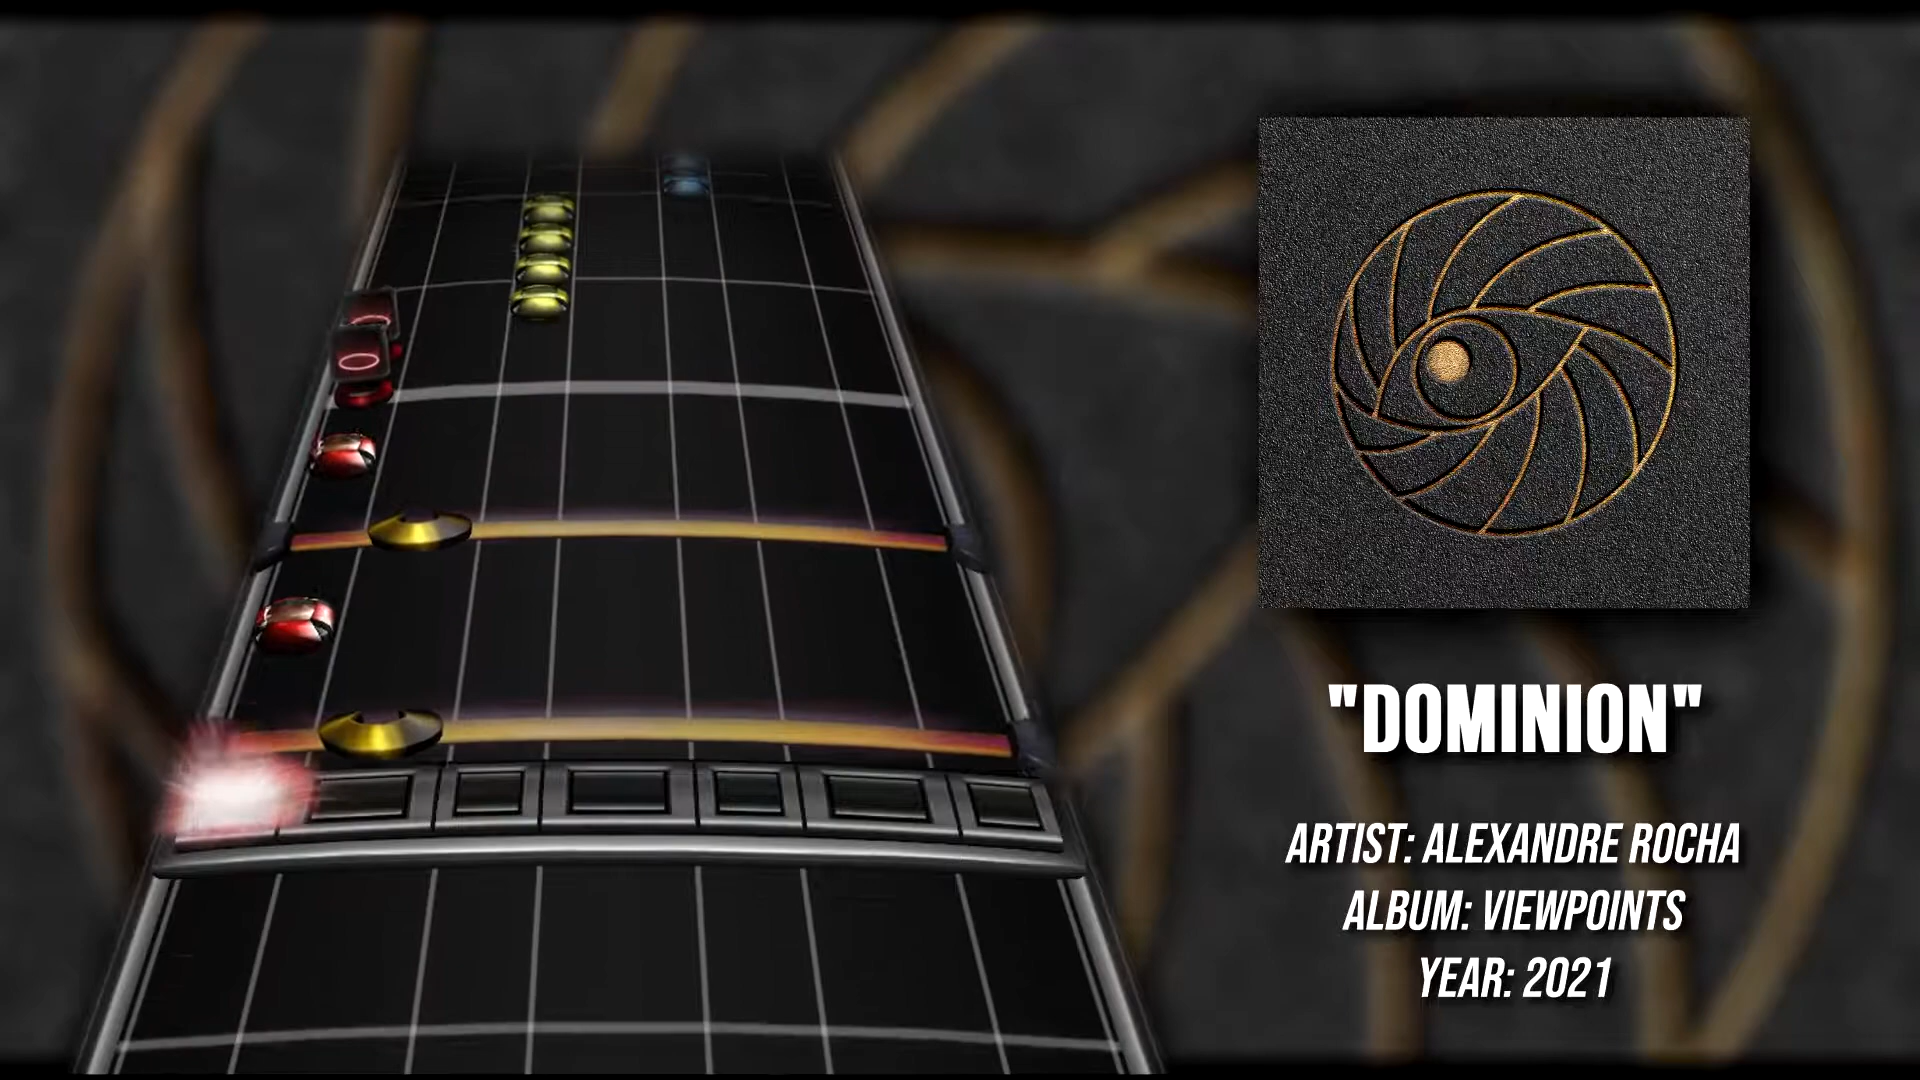 "DOMINION"
ARTIST: ALEXANDRE ROCHA
ALBUM: VIEWPOINTS
YEAR: 2021